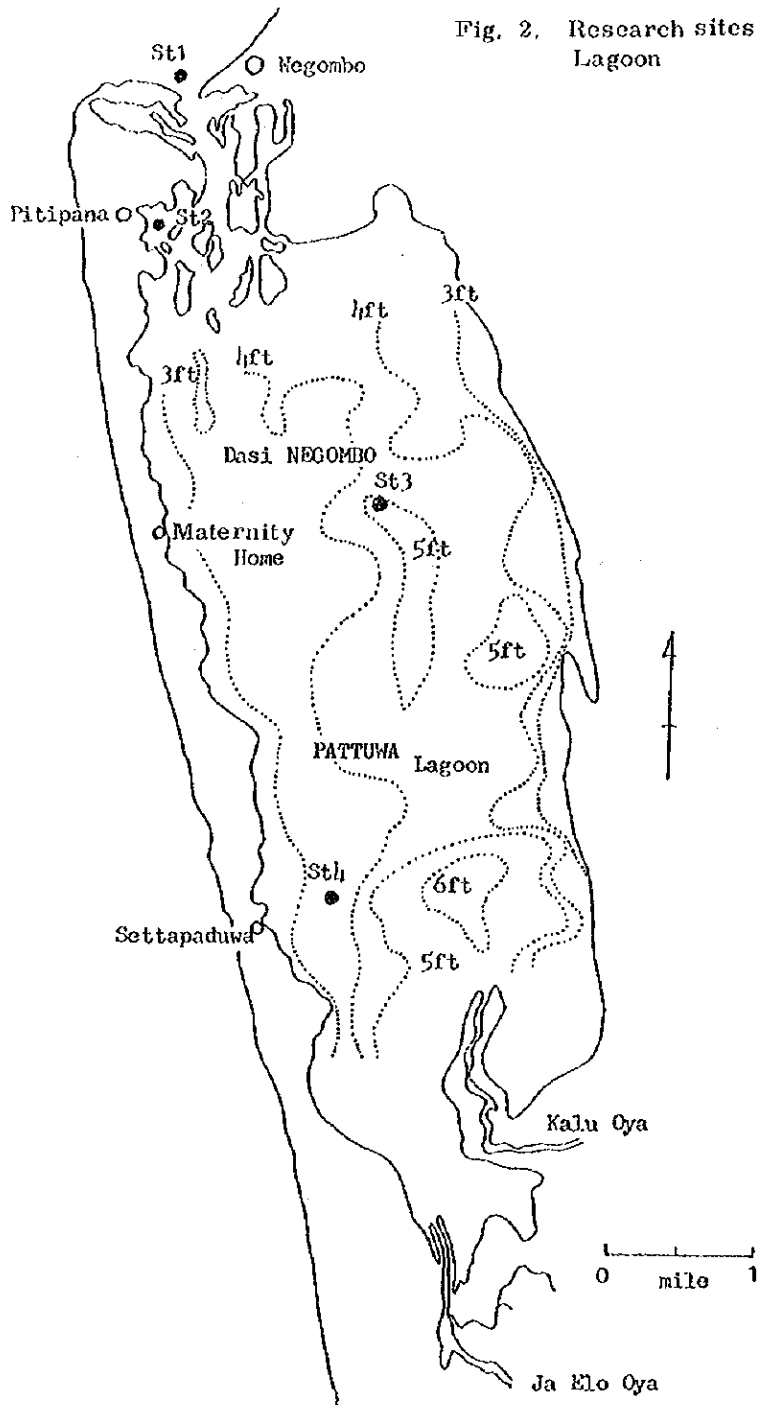 Fig. 2. Research sites
Lagoon
St1
Negombo
Pitipana
St2
3ft
4ft
3ft
4ft
Dasi NEGOMBO
St3
Maternity
Home
5ft
5ft
PATTUWA Lagoon
St4
6ft
Settapaduwa
5ft
Kalu Oya
0 mile 1
Ja Elo Oya